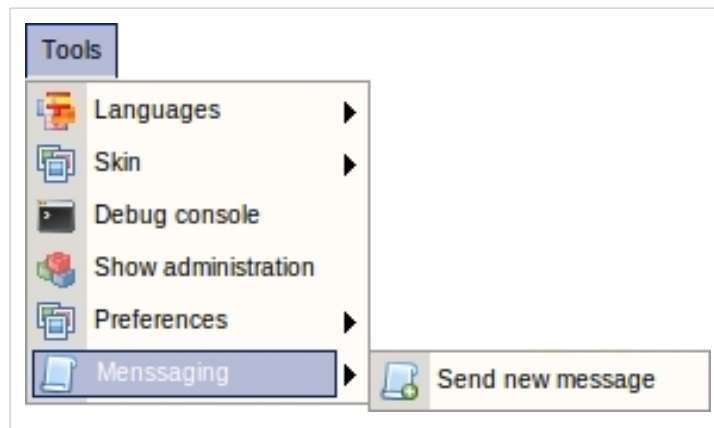 Tools
Languages
Skin
Debug console
Show administration
Preferences
Menssaging
Send new message